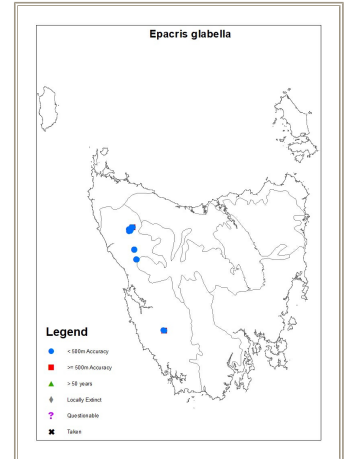 Epacris glabella
Legend
< 500m Accuracy
>= 500m Accuracy
> 50 years
Locally Extinct
? Questionable
Taken